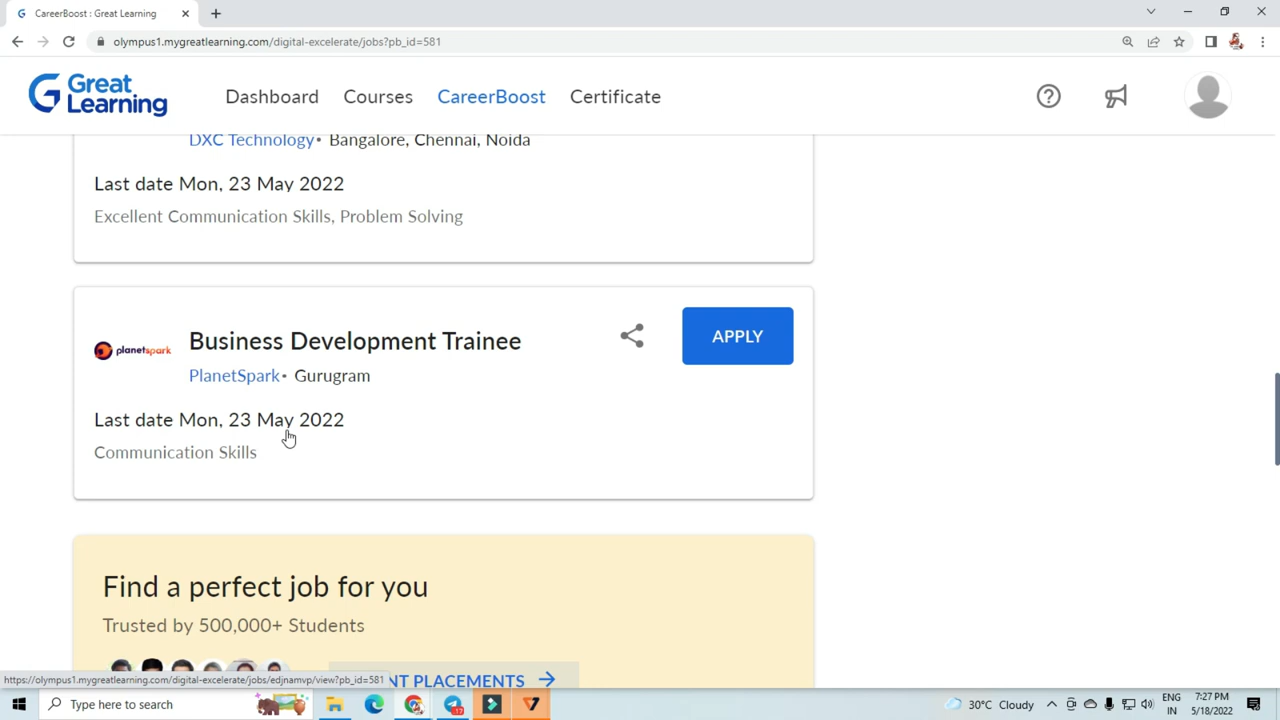 CareerBoost : Great Learning
olympus1.mygreatlearning.com/digital-excelerate/jobs?pb_id=581
Great Learning
Dashboard
Courses
CareerBoost
Certificate
DXC Technology • Bangalore, Chennai, Noida
Last date Mon, 23 May 2022
Excellent Communication Skills, Problem Solving
planetspark
Business Development Trainee
APPLY
PlanetSpark • Gurugram
Last date Mon, 23 May 2022
Communication Skills
Find a perfect job for you
Trusted by 500,000+ Students
NT PLACEMENTS
https://olympus1.mygreatlearning.com/digital-excelerate/jobs/edjnamvp/view?pb_id=581
Type here to search
30°C Cloudy
ENG
IN
7:27 PM
5/18/2022